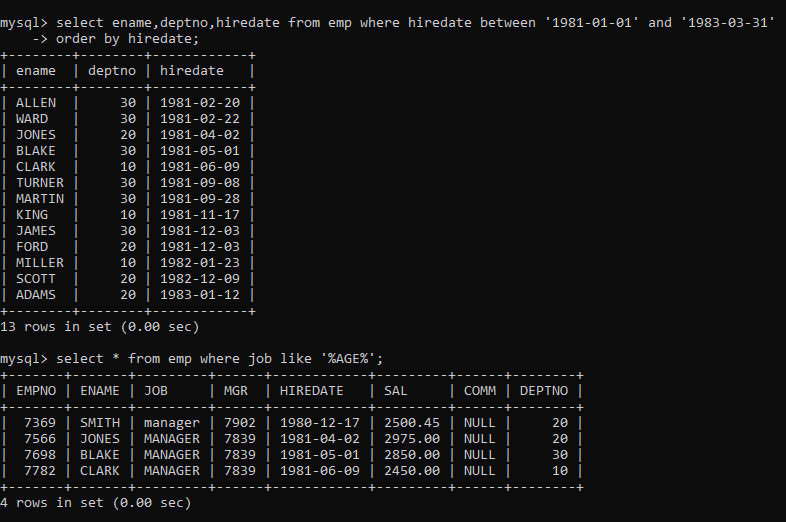 mysql> select ename,deptno,hiredate from emp where hiredate between '1981-01-01' and '1983-03-31'
    -> order by hiredate;
+--------+--------+------------+
| ename  | deptno | hiredate   |
+--------+--------+------------+
| ALLEN  |     30 | 1981-02-20 |
| WARD   |     30 | 1981-02-22 |
| JONES  |     20 | 1981-04-02 |
| BLAKE  |     30 | 1981-05-01 |
| CLARK  |     10 | 1981-06-09 |
| TURNER |     30 | 1981-09-08 |
| MARTIN |     30 | 1981-09-28 |
| KING   |     10 | 1981-11-17 |
| JAMES  |     30 | 1981-12-03 |
| FORD   |     20 | 1981-12-03 |
| MILLER |     10 | 1982-01-23 |
| SCOTT  |     20 | 1982-12-09 |
| ADAMS  |     20 | 1983-01-12 |
+--------+--------+------------+
13 rows in set (0.00 sec)

mysql> select * from emp where job like '%AGE%';
+-------+-------+---------+------+------------+---------+------+--------+
| EMPNO | ENAME | JOB     | MGR  | HIREDATE   | SAL     | COMM | DEPTNO |
+-------+-------+---------+------+------------+---------+------+--------+
|  7369 | SMITH | manager | 7902 | 1980-12-17 | 2500.45 | NULL |     20 |
|  7566 | JONES | MANAGER | 7839 | 1981-04-02 | 2975.00 | NULL |     20 |
|  7698 | BLAKE | MANAGER | 7839 | 1981-05-01 | 2850.00 | NULL |     30 |
|  7782 | CLARK | MANAGER | 7839 | 1981-06-09 | 2450.00 | NULL |     10 |
+-------+-------+---------+------+------------+---------+------+--------+
4 rows in set (0.00 sec)